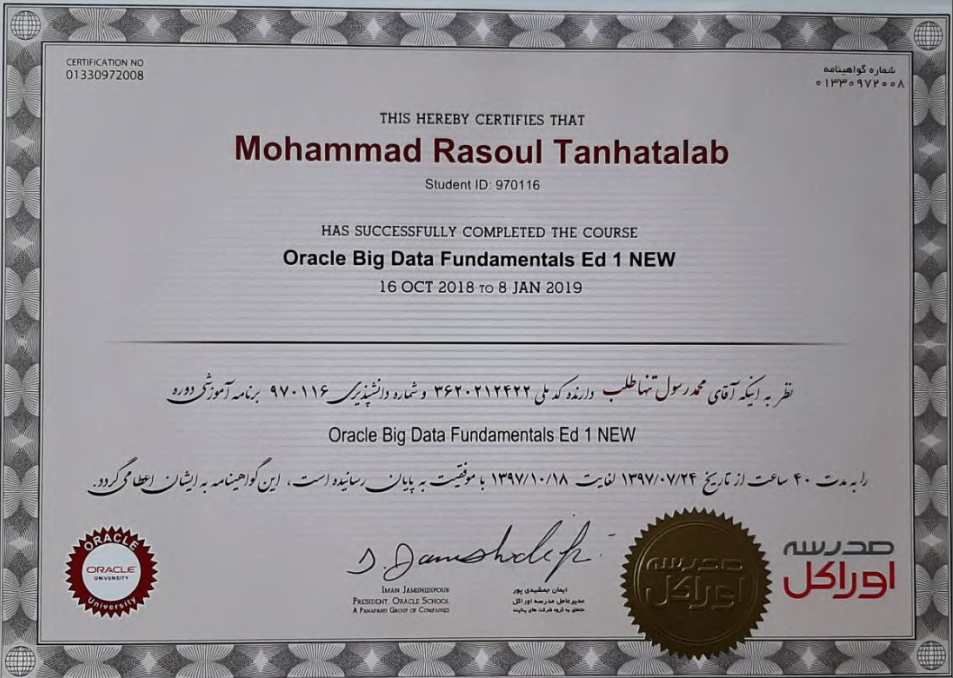 CERTIFICATION NO
01330972008
شماره گواهینامه
۰۱۳۳۰۹۷۲۰۰۸
THIS HEREBY CERTIFIES THAT
Mohammad Rasoul Tanhatalab
Student ID: 970116
HAS SUCCESSFULLY COMPLETED THE COURSE
Oracle Big Data Fundamentals Ed 1 NEW
16 OCT 2018 TO 8 JAN 2019
نظر به اینکه آقای محمدرسول تنهاطلب دارنده کد ملی ۳۶۲۰۲۱۲۴۲۲ و شماره دانشپذیری ۹۷۰۱۱۶ برنامه آموزشی دوره
Oracle Big Data Fundamentals Ed 1 NEW
را به مدت ۴۰ ساعت از تاریخ ۱۳۹۷/۰۷/۲۴ لغایت ۱۳۹۷/۱۰/۱۸ با موفقیت به پایان رسانیده است، این گواهینامه به ایشان اعطا می گردد.
ORACLE
ORACLE
UNIVERSITY
University
IMAN JAMSHIDIPOUR
PRESIDENT, ORACLE SCHOOL
ایمان جمشیدی پور
مدیرعامل مدرسه اوراکل
متعلق به گروه شرکت های
مدرسه
اوراکل
مدرسه
اوراکل